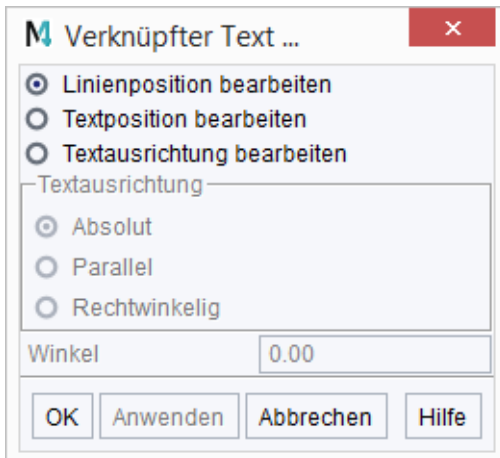 Verknüpfter Text ...
Linienposition bearbeiten
Textposition bearbeiten
Textausrichtung bearbeiten
Textausrichtung
Absolut
Parallel
Rechtwinkelig
Winkel 0.00
OK Anwenden Abbrechen Hilfe